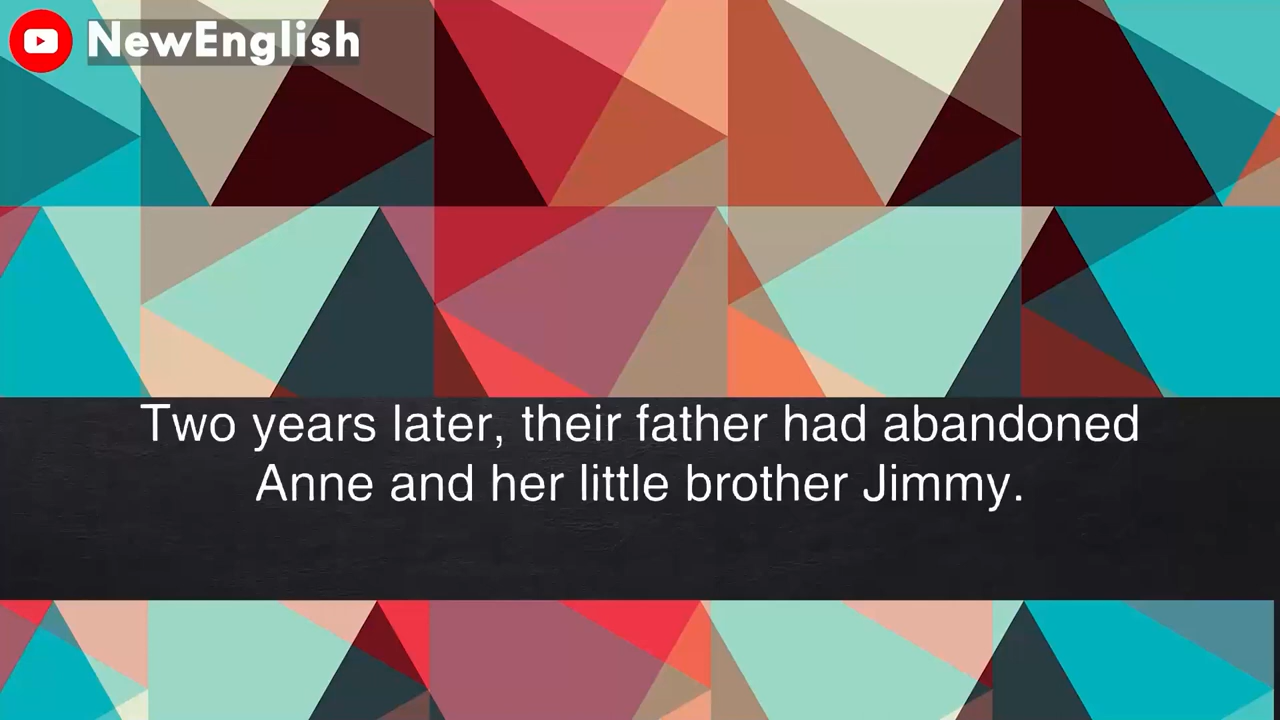 NewEnglish
Two years later, their father had abandoned
Anne and her little brother Jimmy.